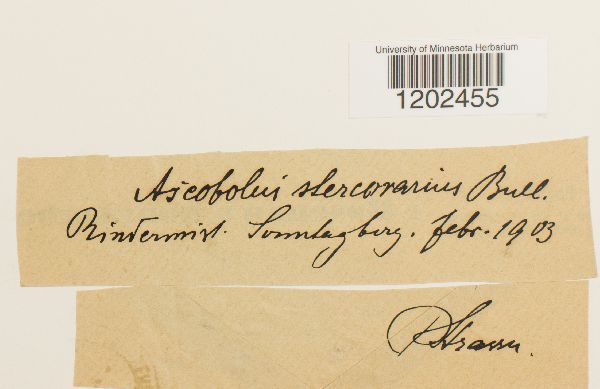 University of Minnesota Herbarium
1202455
Ascobolus stercorarius Bull.
Rindermist. Sonntagberg. febr. 1903